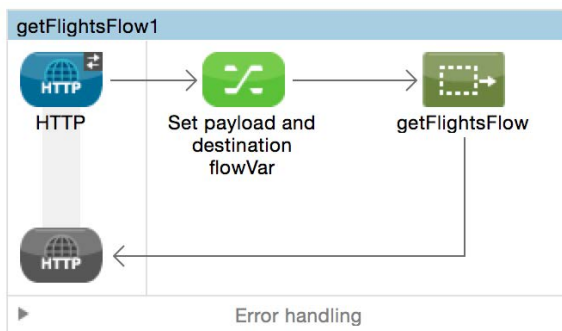 getFlightsFlow1
HTTP
HTTP
Set payload and
destination
flowVar
getFlightsFlow
HTTP
Error handling